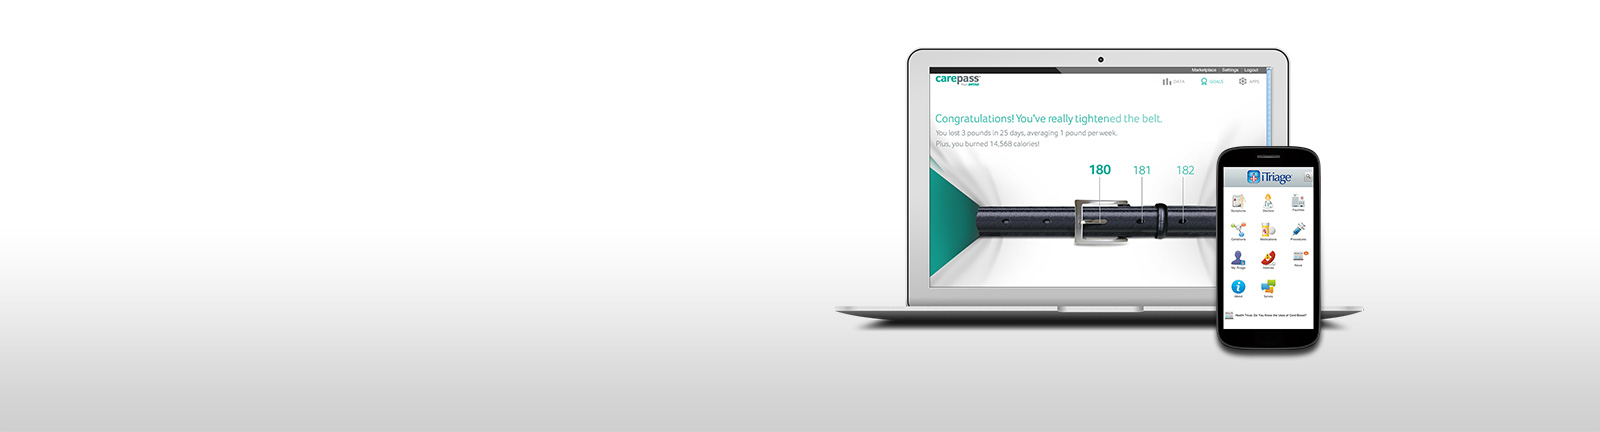 Marketplace Settings Logout
carepass
DATA GOALS APPS
Congratulations! You've really tightened the belt.
You lost 3 pounds in 25 days, averaging 1 pound per week.
Plus, you burned 14,568 calories!
180 181 182
iTriage
Symptoms Doctors Facilities
Conditions Medications Procedures
My iTriage Hotlines News
About Survey
Health Trivia: Do You Know the Uses of Cord Blood?